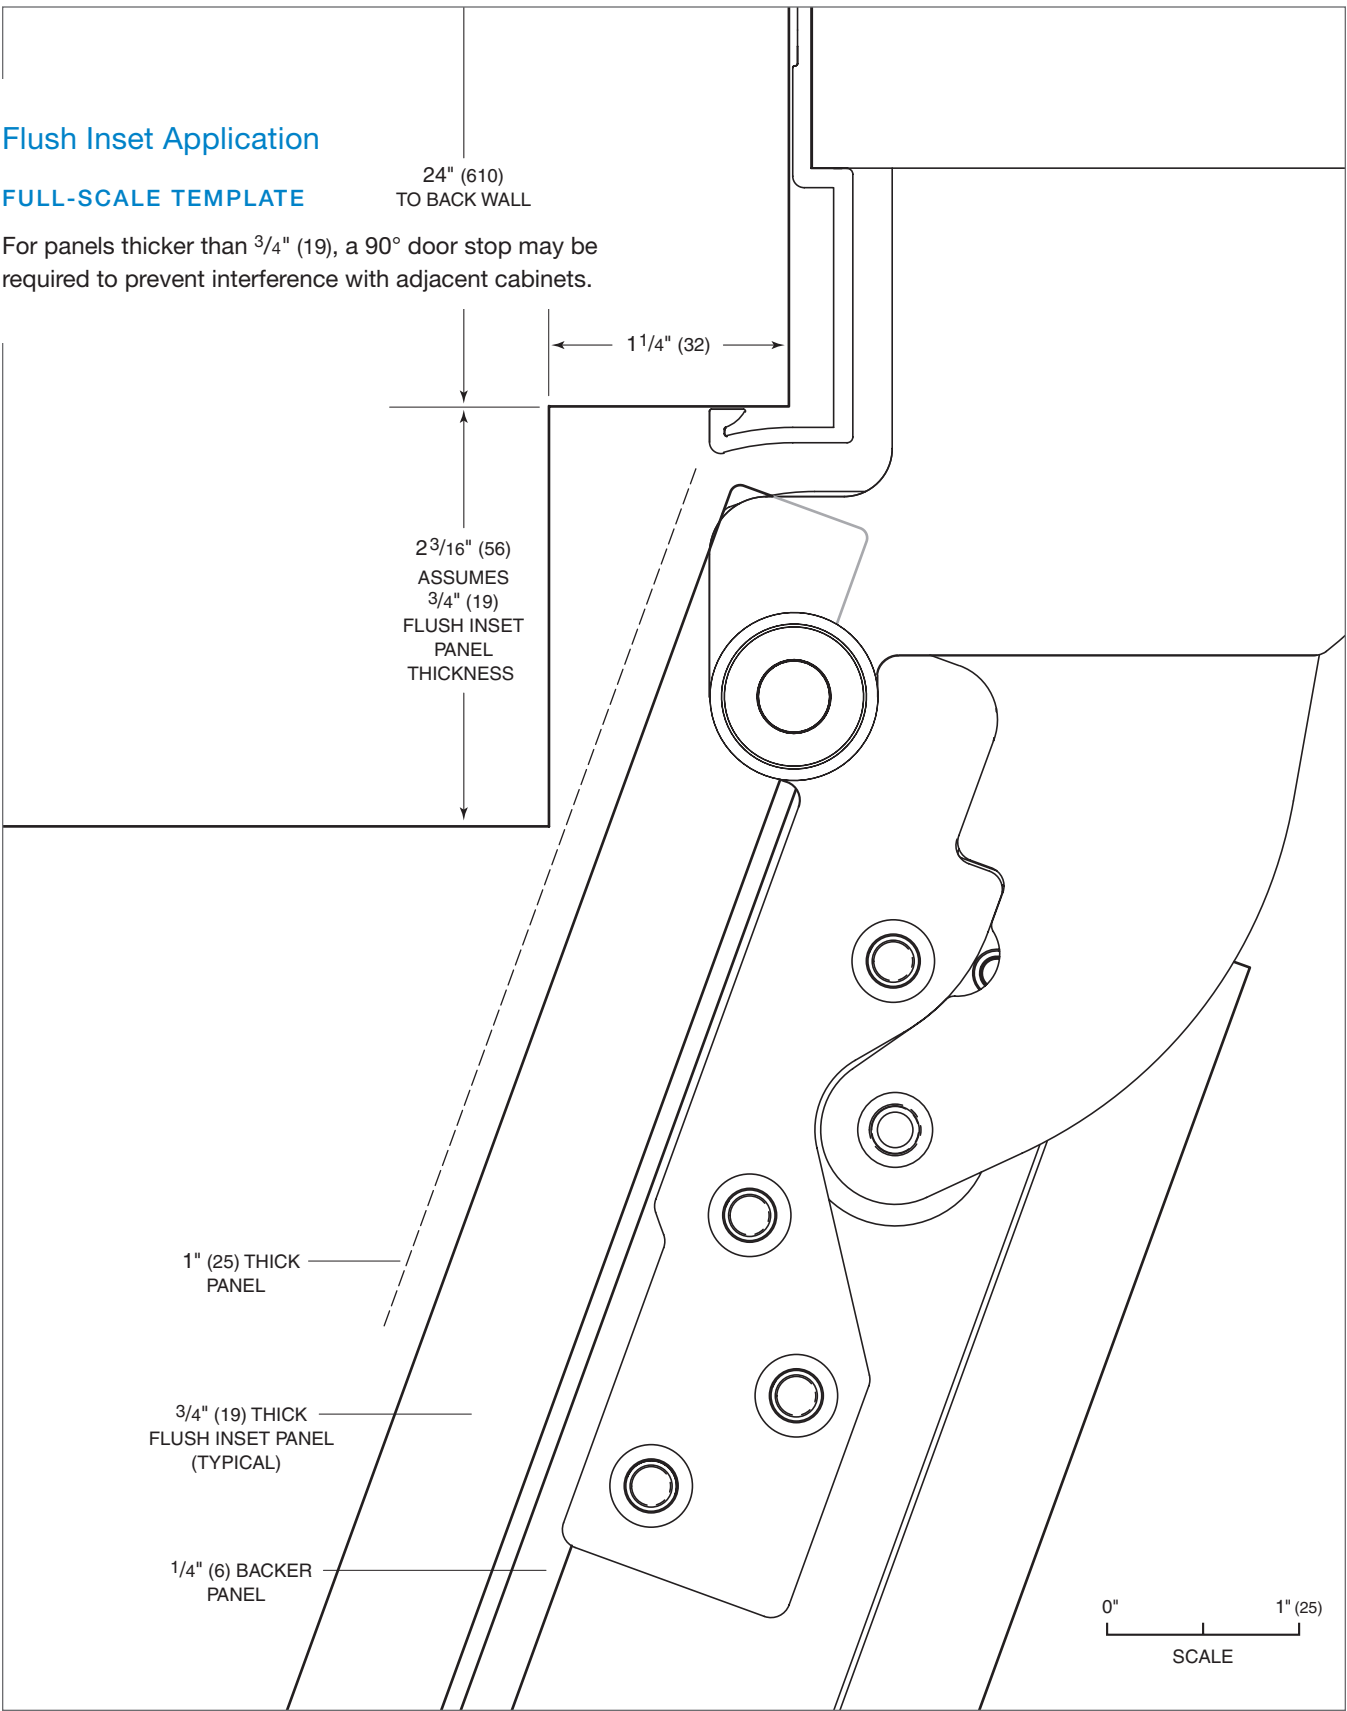 Flush Inset Application
FULL-SCALE TEMPLATE
24" (610)
TO BACK WALL
For panels thicker than 3/4" (19), a 90° door stop may be
required to prevent interference with adjacent cabinets.
1 1/4" (32)
2 3/16" (56)
ASSUMES
3/4" (19)
FLUSH INSET
PANEL
THICKNESS
1" (25) THICK
PANEL
3/4" (19) THICK
FLUSH INSET PANEL
(TYPICAL)
1/4" (6) BACKER
PANEL
0" 1" (25)
SCALE